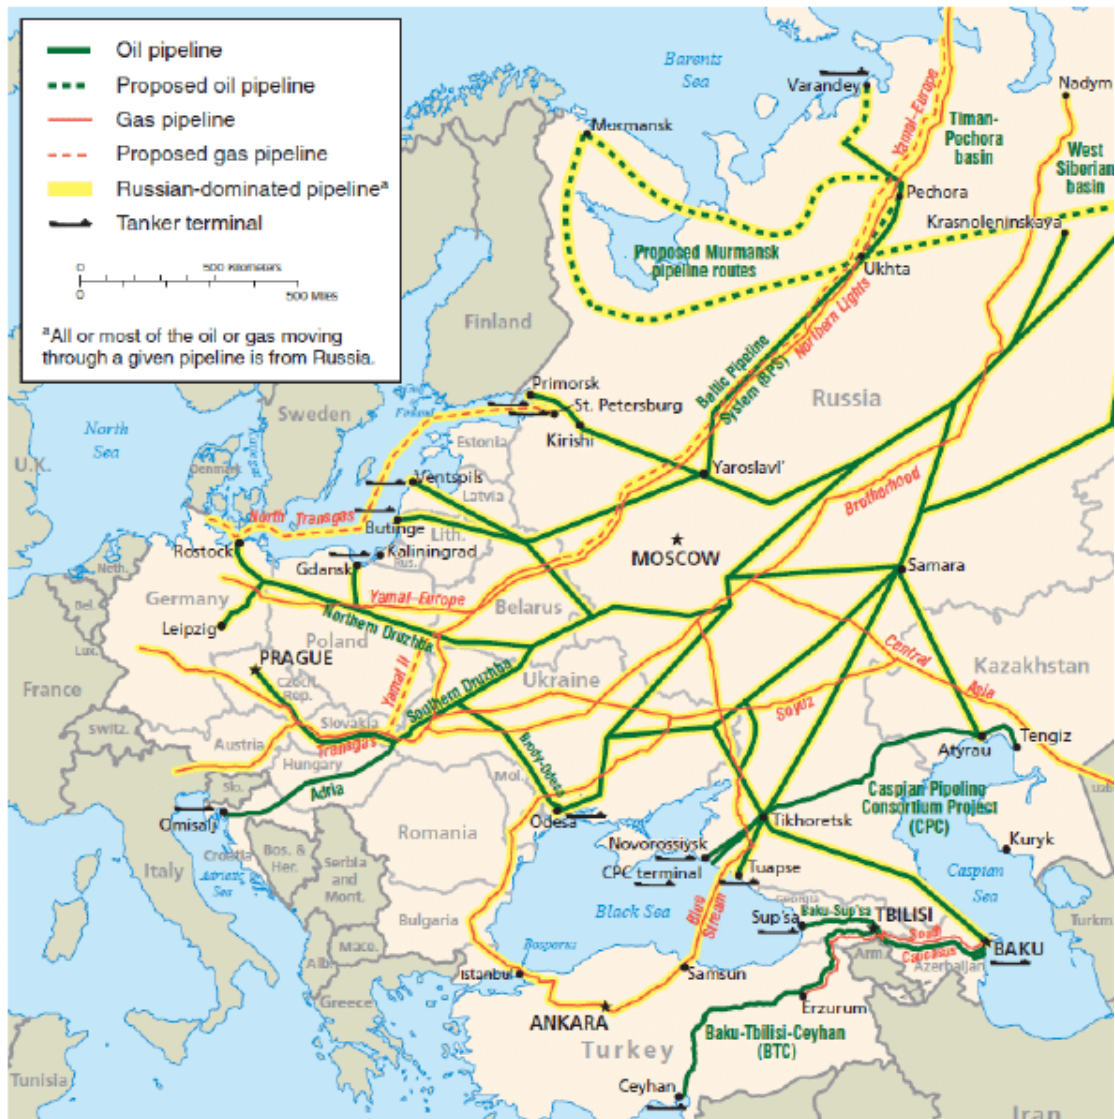 Oil pipeline
Proposed oil pipeline
Gas pipeline
Proposed gas pipeline
Russian-dominated pipelineª
Tanker terminal
0 500 Kilometers
0 500 Miles
ªAll or most of the oil or gas moving
through a given pipeline is from Russia.
Barents
Sea
Varandey
Nadym
Murmansk
Yamal-Europe
Timan-
Pechora
basin
West
Siberian
basin
Pechora
Krasnoleninskaya
Proposed Murmansk
pipeline routes
Ukhta
Finland
Northern Lights
Baltic Pipeline
System (BPS)
Russia
Primorsk
St. Petersburg
Kirishi
Sweden
North
Sea
U.K.
Denmark
Estonia
Yaroslavl'
Ventspils
Latvia
Brotherhood
North Transgas
Butinge
Lith.
MOSCOW
Rostock
Kaliningrad
Rus.
Samara
Gdansk
Neth.
Bel.
Lux.
Germany
Yamal-Europe
Belarus
Leipzig
Poland
Northern Druzhba
PRAGUE
Czech
Rep.
Yamal II
Southern Druzhba
Ukraine
Central
Asia
Kazakhstan
France
Soyuz
Switz.
Austria
Slovakia
Transgas
Hungary
Brody-Odesa
Mol.
Atyrau
Tengiz
Slo.
Adria
Uzb.
Omisalj
Caspian Pipeling
Consortium Project
(CPC)
Romania
Odesa
Tikhoretsk
Croatia
Bos. &
Her.
Serbia
and
Mont.
Italy
Adriatic
Sea
Novorossiysk
CPC terminal
Tuapse
Kuryk
Caspian
Sea
Bulgaria
Black Sea
Blue
Stream
Georgia
Baku-Sup'sa
Sup'sa
TBILISI
Turkm.
Mace.
Alb.
Bosporus
South
Caucasus
BAKU
Arm.
Azerbaijan
Istanbul
Samsun
Greece
ANKARA
Erzurum
Turkey
Baku-Tbilisi-Ceyhan
(BTC)
Tunisia
Ceyhan
Iran